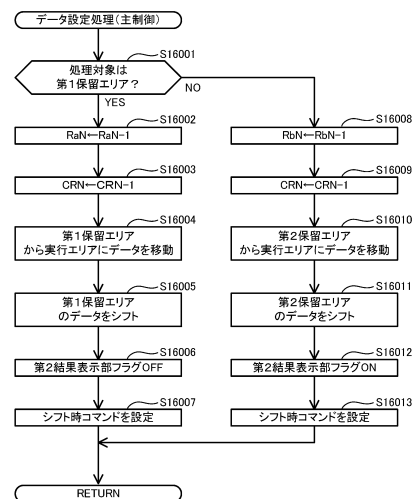 データ設定処理(主制御)
S16001
処理対象は
第1保留エリア?
YES
NO
S16002
RaN←RaN-1
S16003
CRN←CRN-1
S16004
第1保留エリア
から実行エリアにデータを移動
S16005
第1保留エリア
のデータをシフト
S16006
第2結果表示部フラグOFF
S16007
シフト時コマンドを設定
S16008
RbN←RbN-1
S16009
CRN←CRN-1
S16010
第2保留エリア
から実行エリアにデータを移動
S16011
第2保留エリア
のデータをシフト
S16012
第2結果表示部フラグON
S16013
シフト時コマンドを設定
RETURN